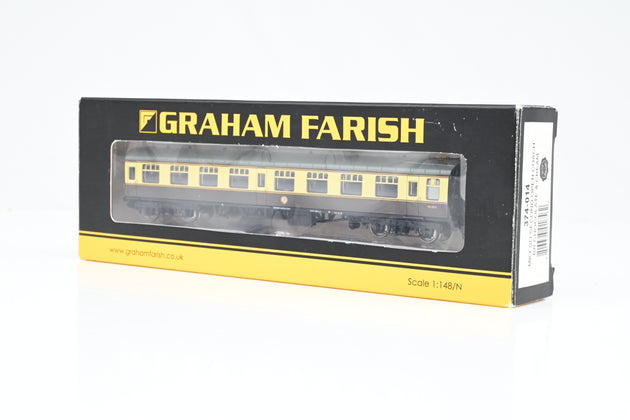 GRAHAM FARISH
www.grahamfarish.co.uk
Scale 1:148/N
374-014